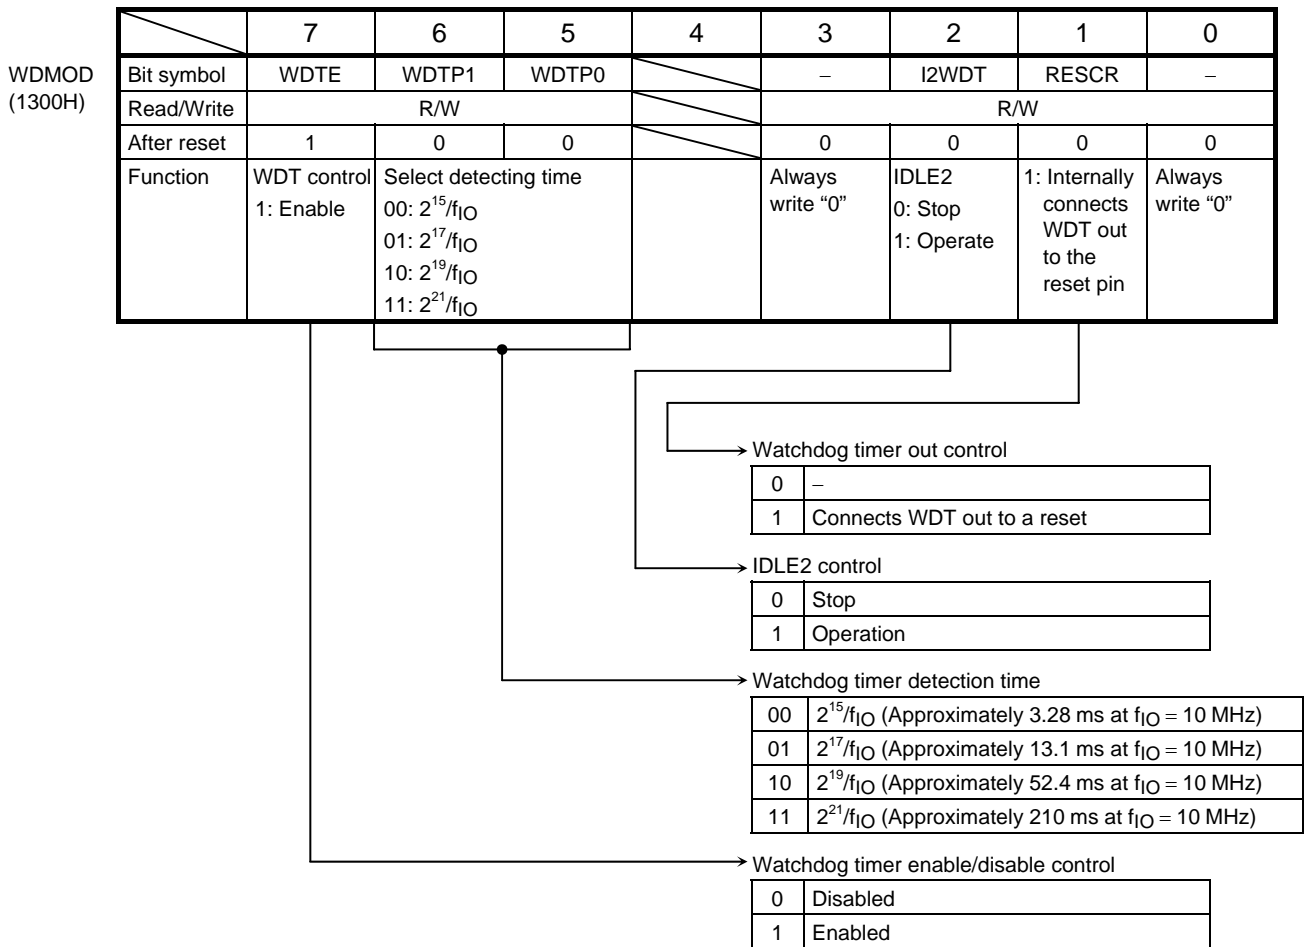 7 6 5 4 3 2 1 0
WDMOD (1300H)
Bit symbol WDTE WDTP1 WDTP0 – I2WDT RESCR –
Read/Write R/W R/W
After reset 1 0 0 0 0 0 0
Function
WDT control
1: Enable
Select detecting time
00: 2^15/fIO
01: 2^17/fIO
10: 2^19/fIO
11: 2^21/fIO
Always
write “0”
IDLE2
0: Stop
1: Operate
1: Internally
connects
WDT out
to the
reset pin
Always
write “0”
Watchdog timer out control
0 –
1 Connects WDT out to a reset
IDLE2 control
0 Stop
1 Operation
Watchdog timer detection time
00 2^15/fIO (Approximately 3.28 ms at fIO = 10 MHz)
01 2^17/fIO (Approximately 13.1 ms at fIO = 10 MHz)
10 2^19/fIO (Approximately 52.4 ms at fIO = 10 MHz)
11 2^21/fIO (Approximately 210 ms at fIO = 10 MHz)
Watchdog timer enable/disable control
0 Disabled
1 Enabled